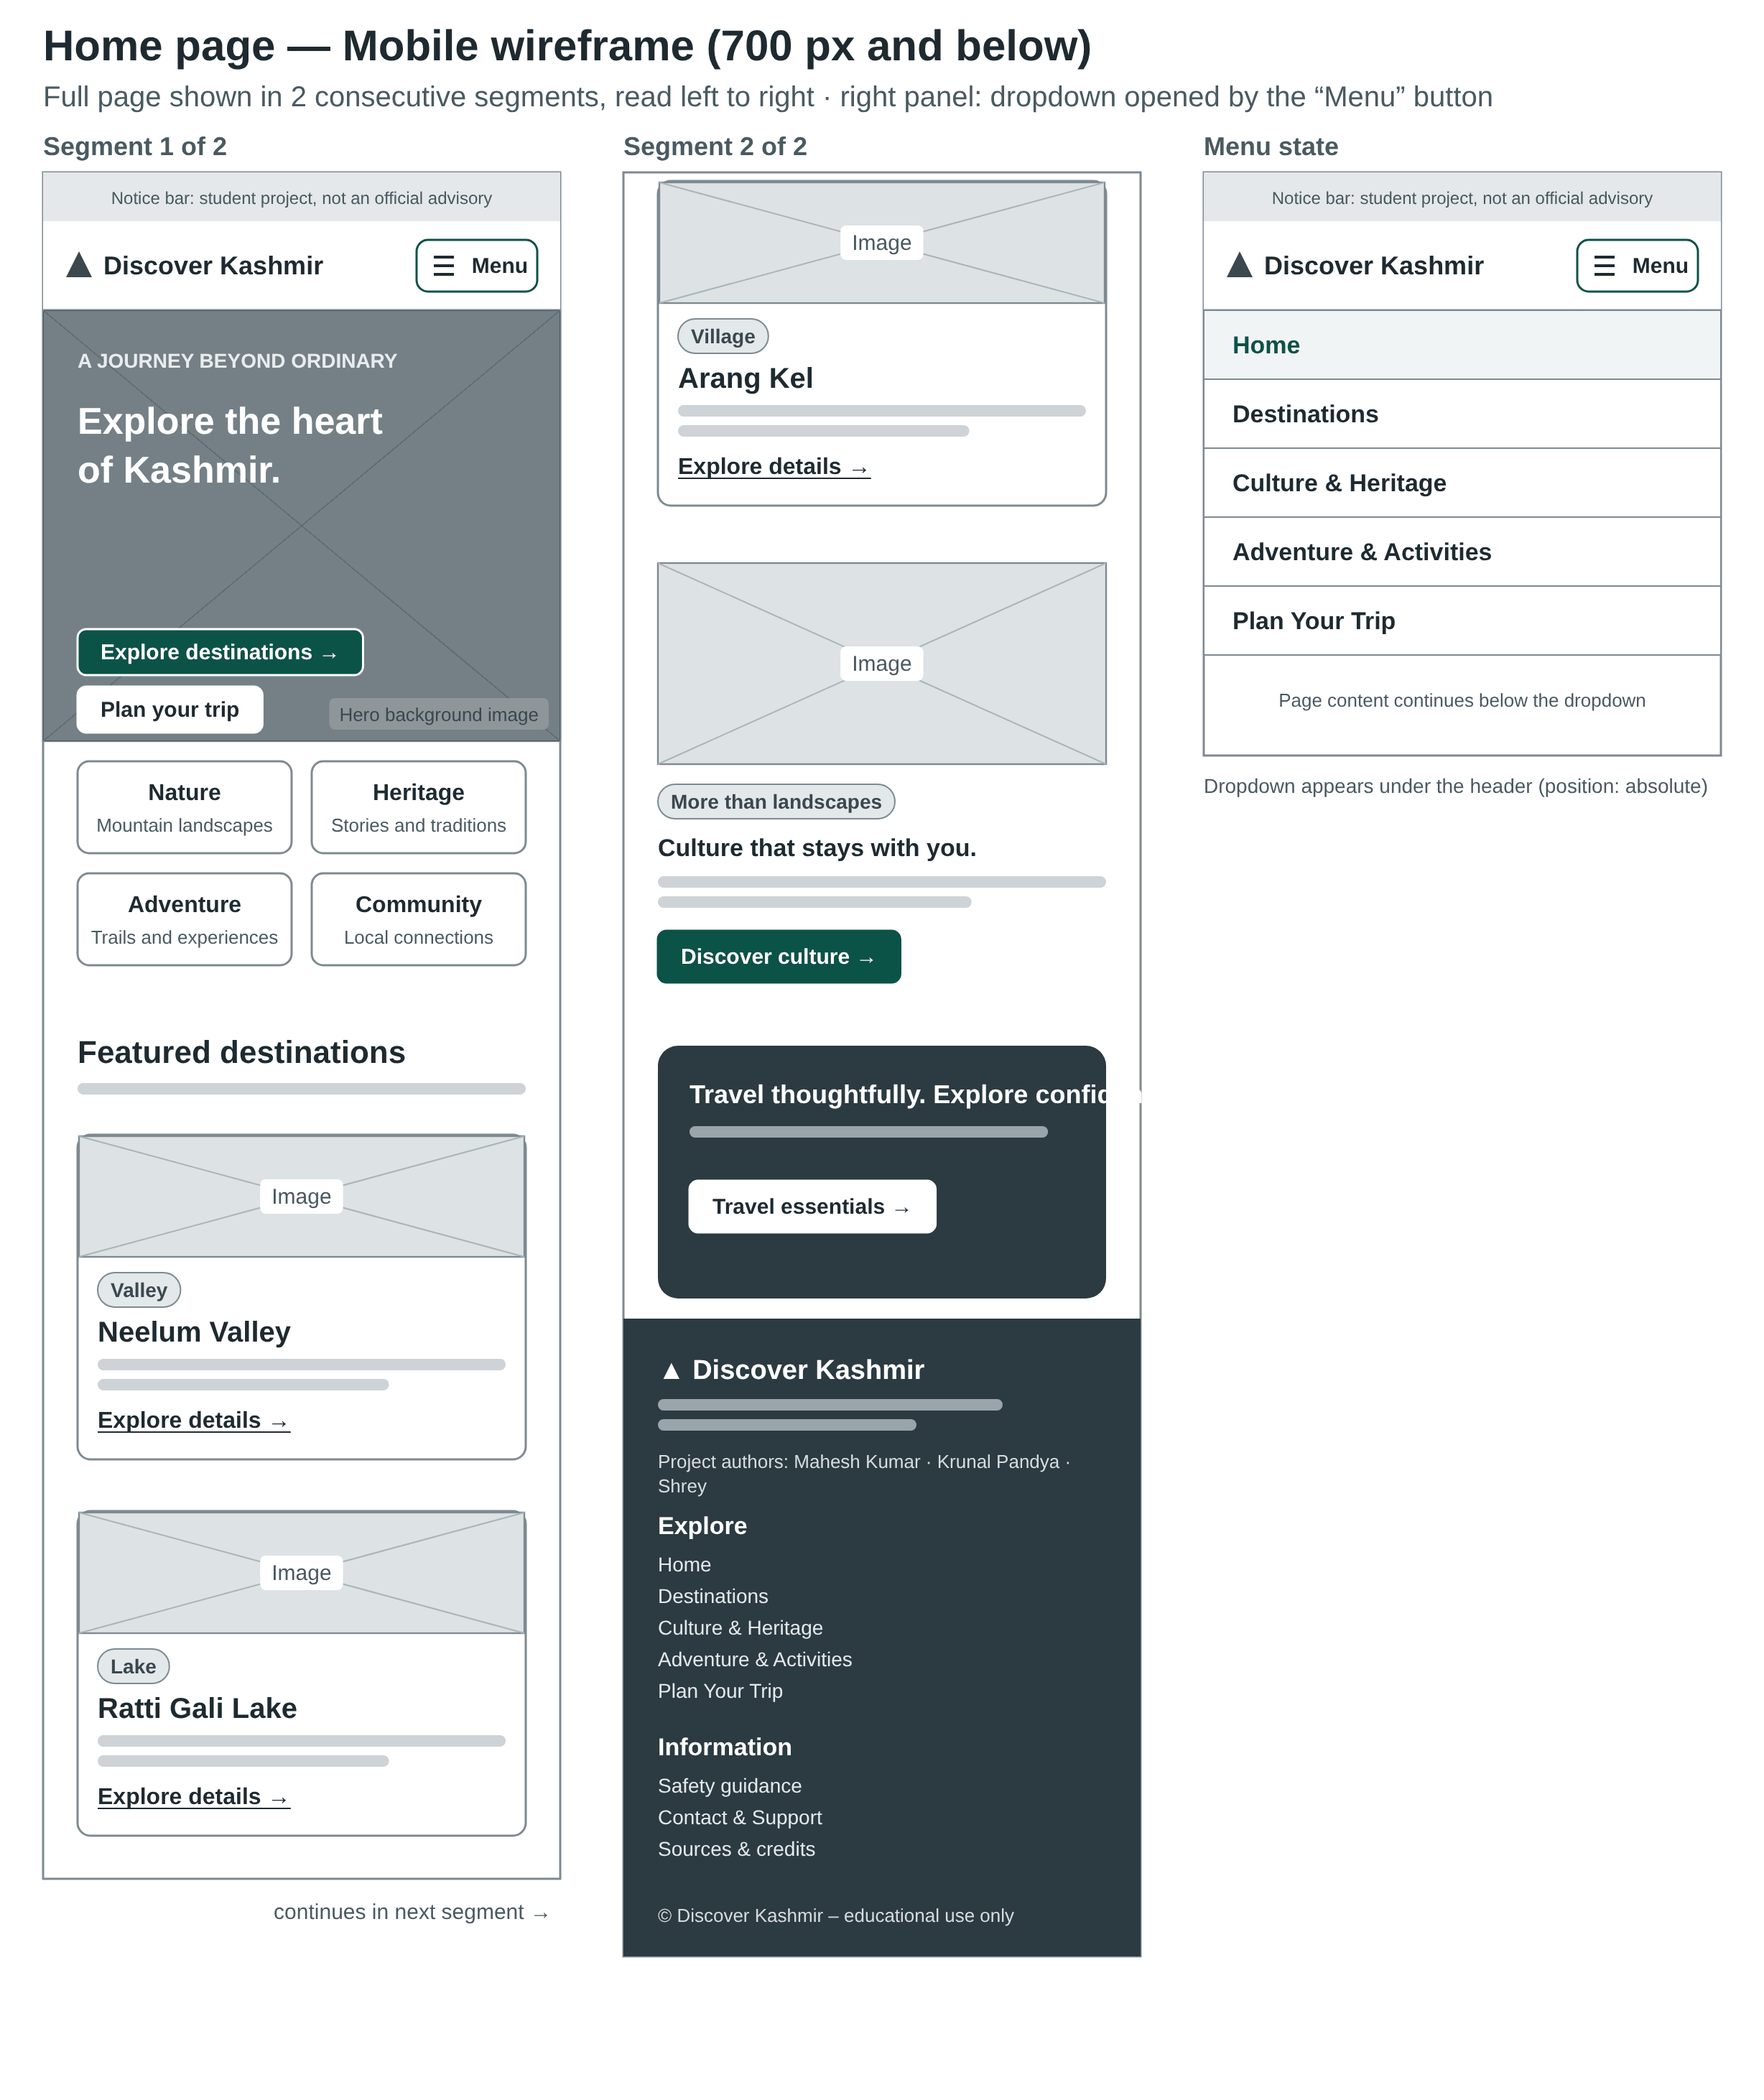 Home page — Mobile wireframe (700 px and below)
Full page shown in 2 consecutive segments, read left to right · right panel: dropdown opened by the “Menu” button
Segment 1 of 2
Notice bar: student project, not an official advisory
▲ Discover Kashmir
☰ Menu
A JOURNEY BEYOND ORDINARY
Explore the heart
of Kashmir.
Explore destinations →
Plan your trip
Hero background image
Nature
Mountain landscapes
Heritage
Stories and traditions
Adventure
Trails and experiences
Community
Local connections
Featured destinations
Image
Valley
Neelum Valley
Explore details →
Image
Lake
Ratti Gali Lake
Explore details →
continues in next segment →
Segment 2 of 2
Image
Village
Arang Kel
Explore details →
Image
More than landscapes
Culture that stays with you.
Discover culture →
Travel thoughtfully. Explore
Travel essentials →
▲ Discover Kashmir
Project authors: Mahesh Kumar · Krunal Pandya ·
Shrey
Explore
Home
Destinations
Culture & Heritage
Adventure & Activities
Plan Your Trip
Information
Safety guidance
Contact & Support
Sources & credits
© Discover Kashmir – educational use only
Menu state
Notice bar: student project, not an official advisory
▲ Discover Kashmir
☰ Menu
Home
Destinations
Culture & Heritage
Adventure & Activities
Plan Your Trip
Page content continues below the dropdown
Dropdown appears under the header (position: absolute)